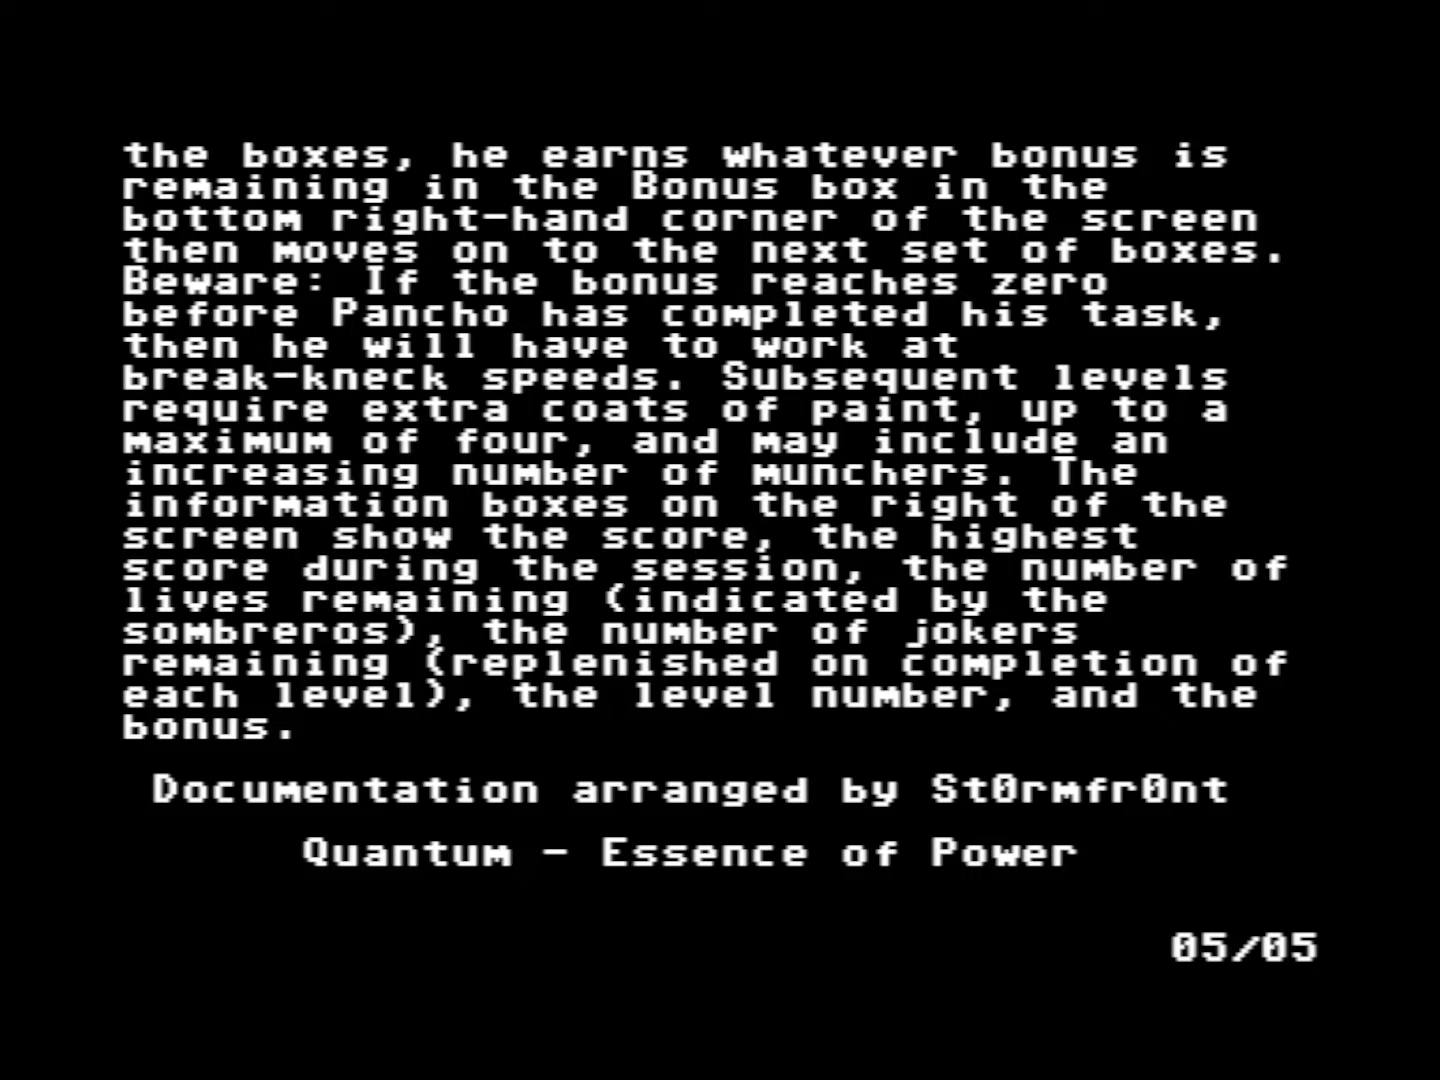 the boxes, he earns whatever bonus is
remaining in the Bonus box in the
bottom right-hand corner of the screen
then moves on to the next set of boxes.
Beware: If the bonus reaches zero
before Pancho has completed his task,
then he will have to work at
break-kneck speeds. Subsequent levels
require extra coats of paint, up to a
maximum of four, and may include an
increasing number of munchers. The
information boxes on the right of the
screen show the score, the highest
score during the session, the number of
lives remaining (indicated by the
sombreros), the number of jokers
remaining (replenished on completion of
each level), the level number, and the
bonus.
Documentation arranged by St0rmfr0nt
Quantum - Essence of Power
05/05